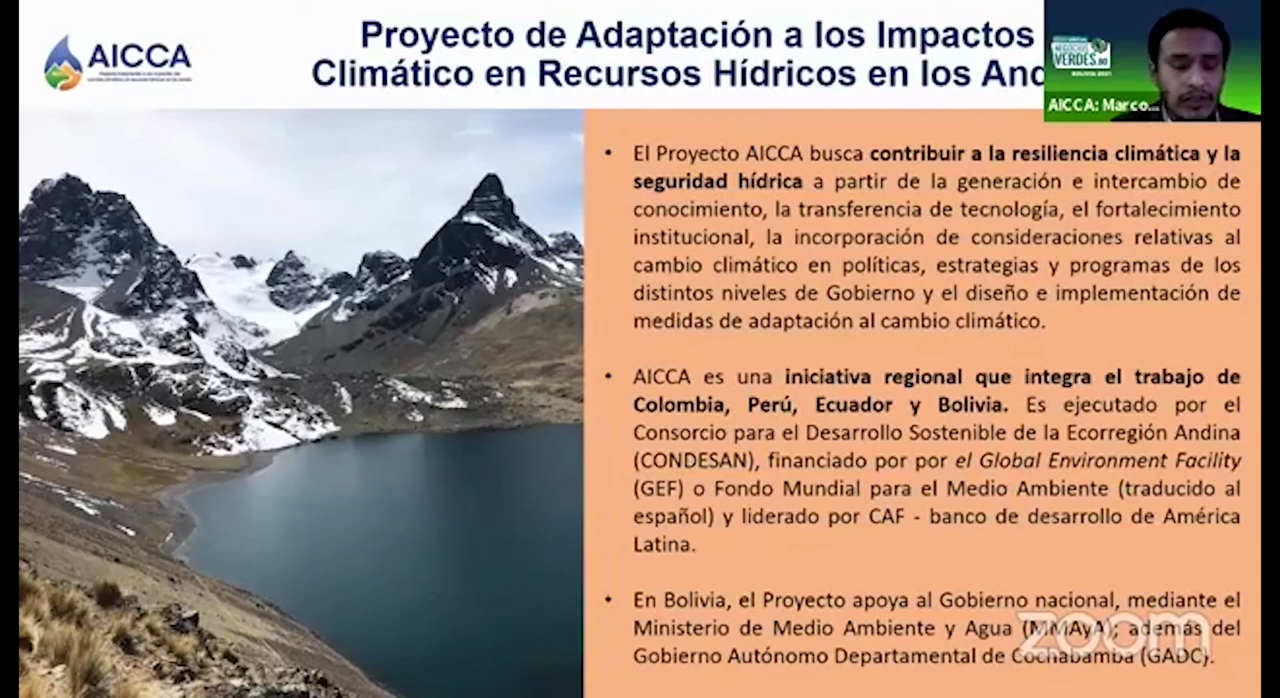 AICCA
Proyecto de Adaptación a los Impactos
Climático en Recursos Hídricos en los And
NEGOCIOS
VERDES.BO
BOLIVIA 2021
AICCA: Marco...
• El Proyecto AICCA busca contribuir a la resiliencia climática y la
seguridad hídrica a partir de la generación e intercambio de
conocimiento, la transferencia de tecnología, el fortalecimiento
institucional, la incorporación de consideraciones relativas al
cambio climático en políticas, estrategias y programas de los
distintos niveles de Gobierno y el diseño e implementación de
medidas de adaptación al cambio climático.
• AICCA es una iniciativa regional que integra el trabajo de
Colombia, Perú, Ecuador y Bolivia. Es ejecutado por el
Consorcio para el Desarrollo Sostenible de la Ecorregión Andina
(CONDESAN), financiado por por el Global Environment Facility
(GEF) o Fondo Mundial para el Medio Ambiente (traducido al
español) y liderado por CAF - banco de desarrollo de América
Latina.
• En Bolivia, el Proyecto apoya al Gobierno nacional, mediante el
Ministerio de Medio Ambiente y Agua (MMAyA); además del
Gobierno Autónomo Departamental de Cochabamba (GADC).
zoom